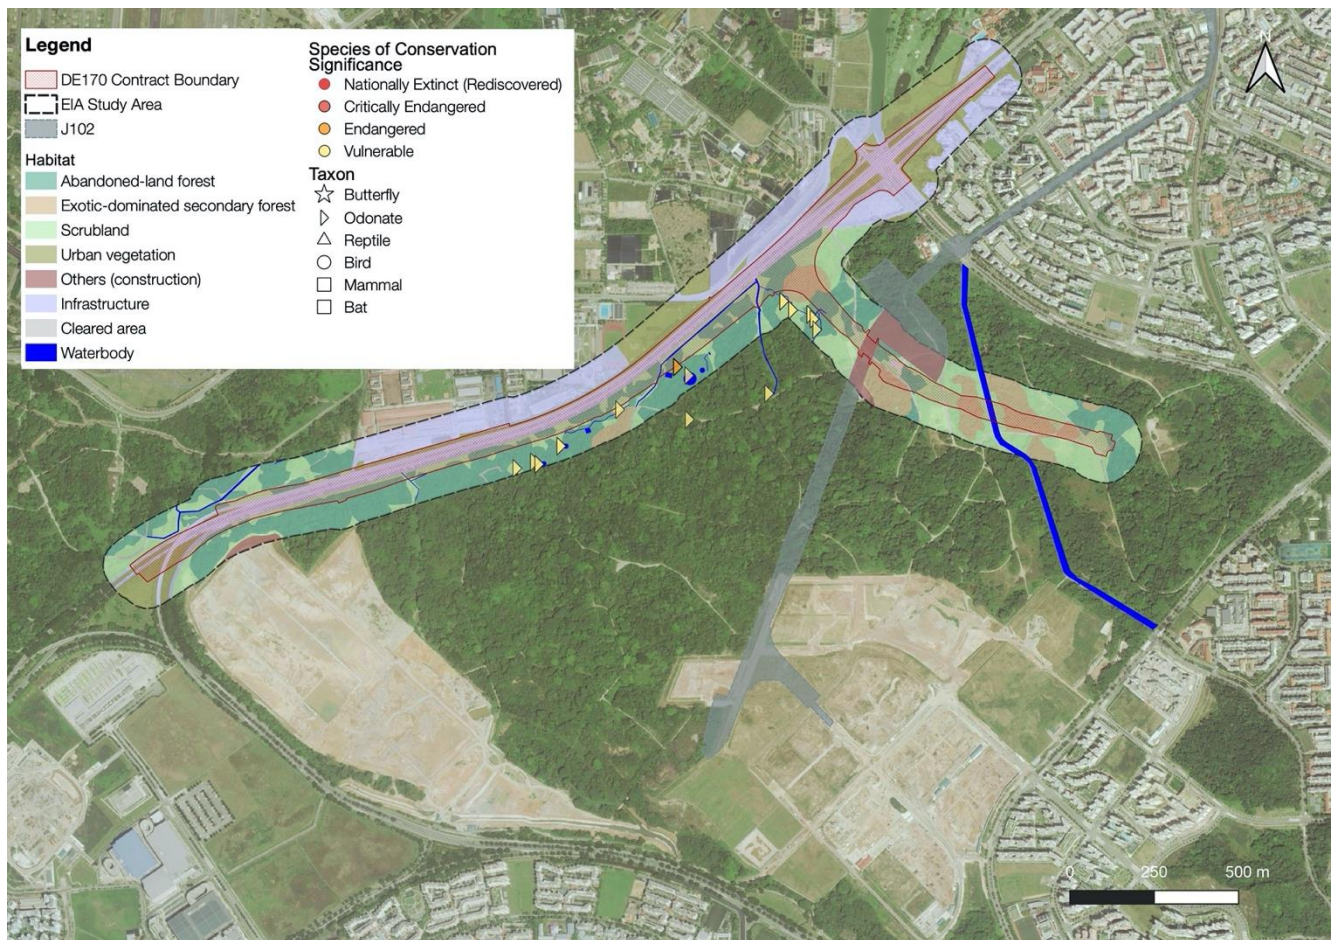 Legend
DE170 Contract Boundary
EIA Study Area
J102
Habitat
Abandoned-land forest
Exotic-dominated secondary forest
Scrubland
Urban vegetation
Others (construction)
Infrastructure
Cleared area
Waterbody
Species of Conservation
Significance
Nationally Extinct (Rediscovered)
Critically Endangered
Endangered
Vulnerable
Taxon
Butterfly
Odonate
Reptile
Bird
Mammal
Bat
N
0 250 500 m